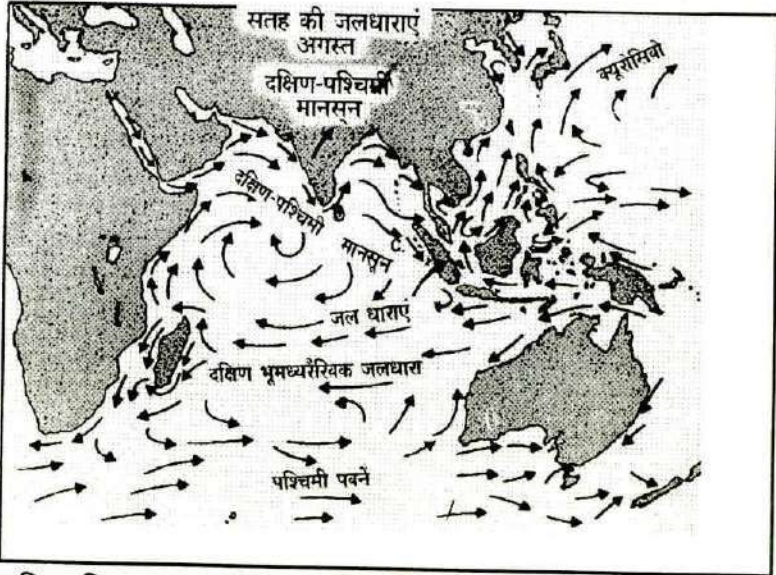 सतह की जलधाराएं
अगस्त
दक्षिण-पश्चिमी
मानसून
क्यूरोसिवो
दक्षिण-पश्चिम
मानसून
जल धाराएं
दक्षिण भूमध्यरैखिक जलधारा
पश्चिमी पवनें